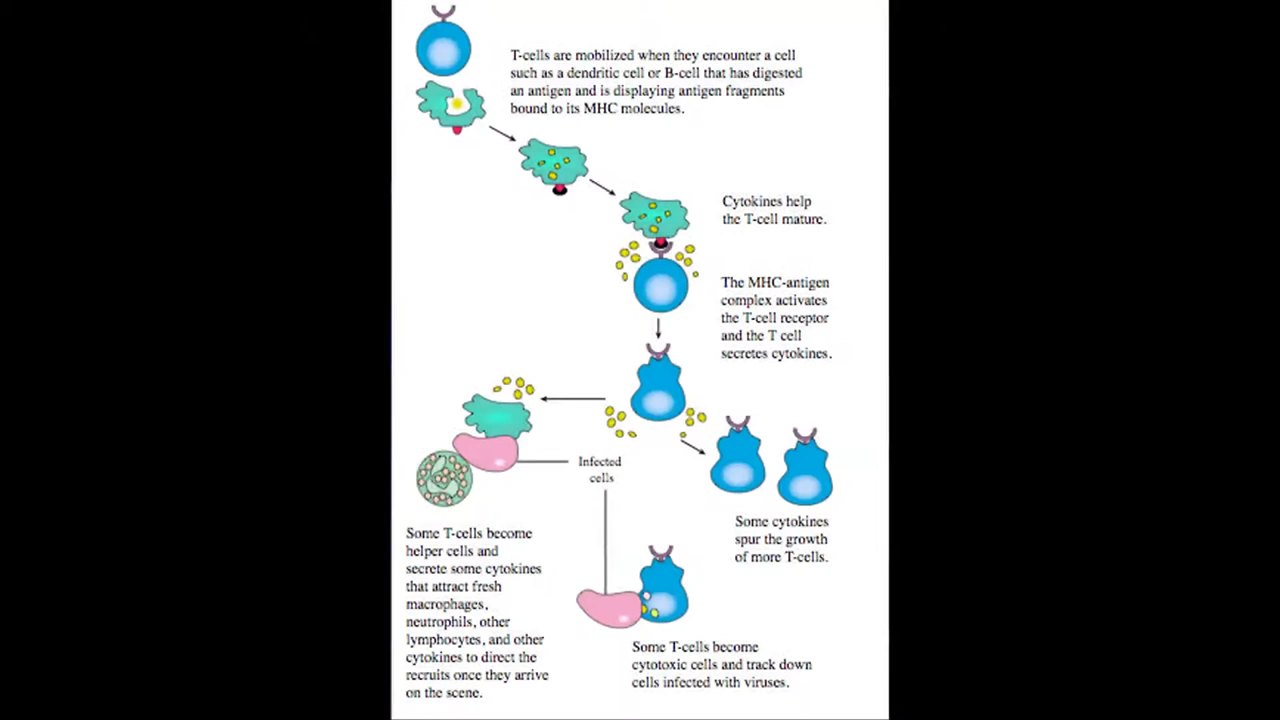 T-cells are mobilized when they encounter a cell
such as a dendritic cell or B-cell that has digested
an antigen and is displaying antigen fragments
bound to its MHC molecules.
Cytokines help
the T-cell mature.
The MHC-antigen
complex activates
the T-cell receptor
and the T cell
secretes cytokines.
Infected
cells
Some cytokines
spur the growth
of more T-cells.
Some T-cells become
helper cells and
secrete some cytokines
that attract fresh
macrophages,
neutrophils, other
lymphocytes, and other
cytokines to direct the
recruits once they arrive
on the scene.
Some T-cells become
cytotoxic cells and track down
cells infected with viruses.